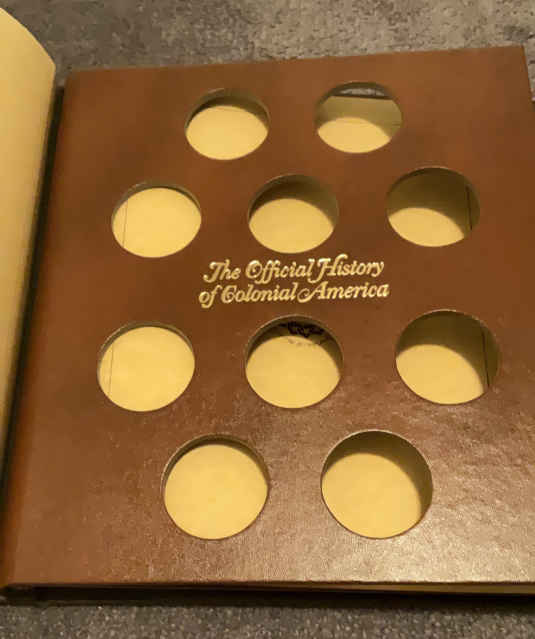 The Official History
of Colonial America